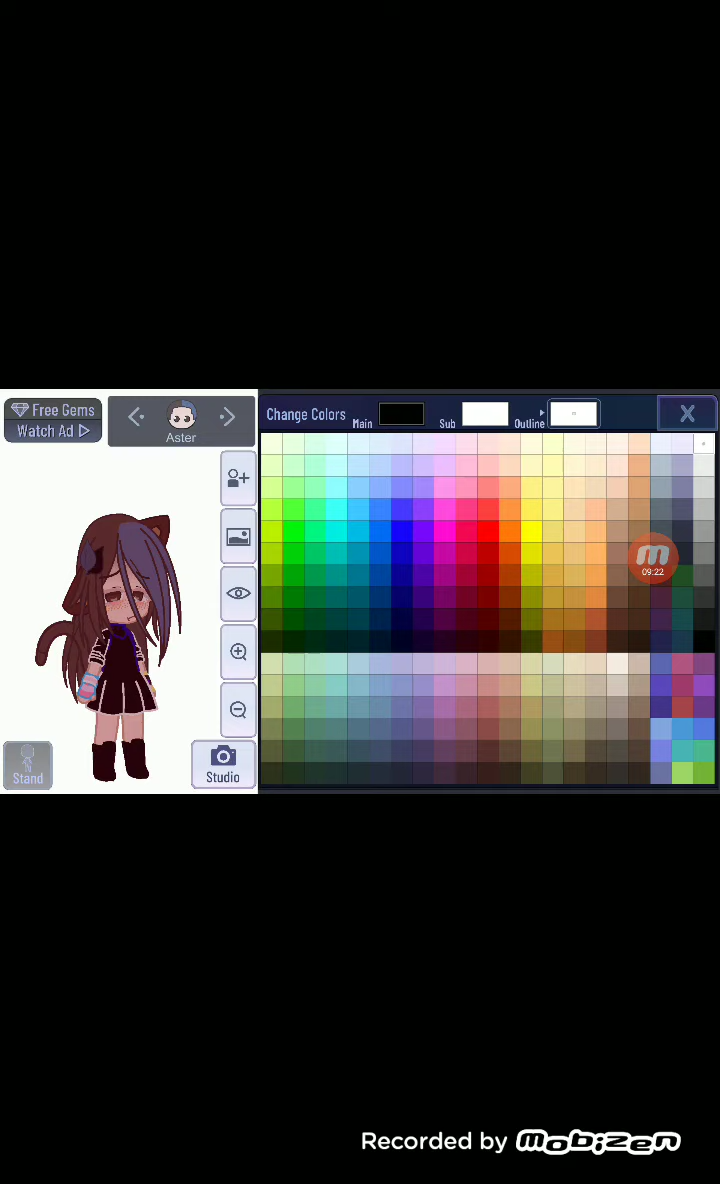 Free Gems
Watch Ad
Aster
Change Colors
Main
Sub
Outline
X
m
09:22
Stand
Studio
Recorded by mobizen